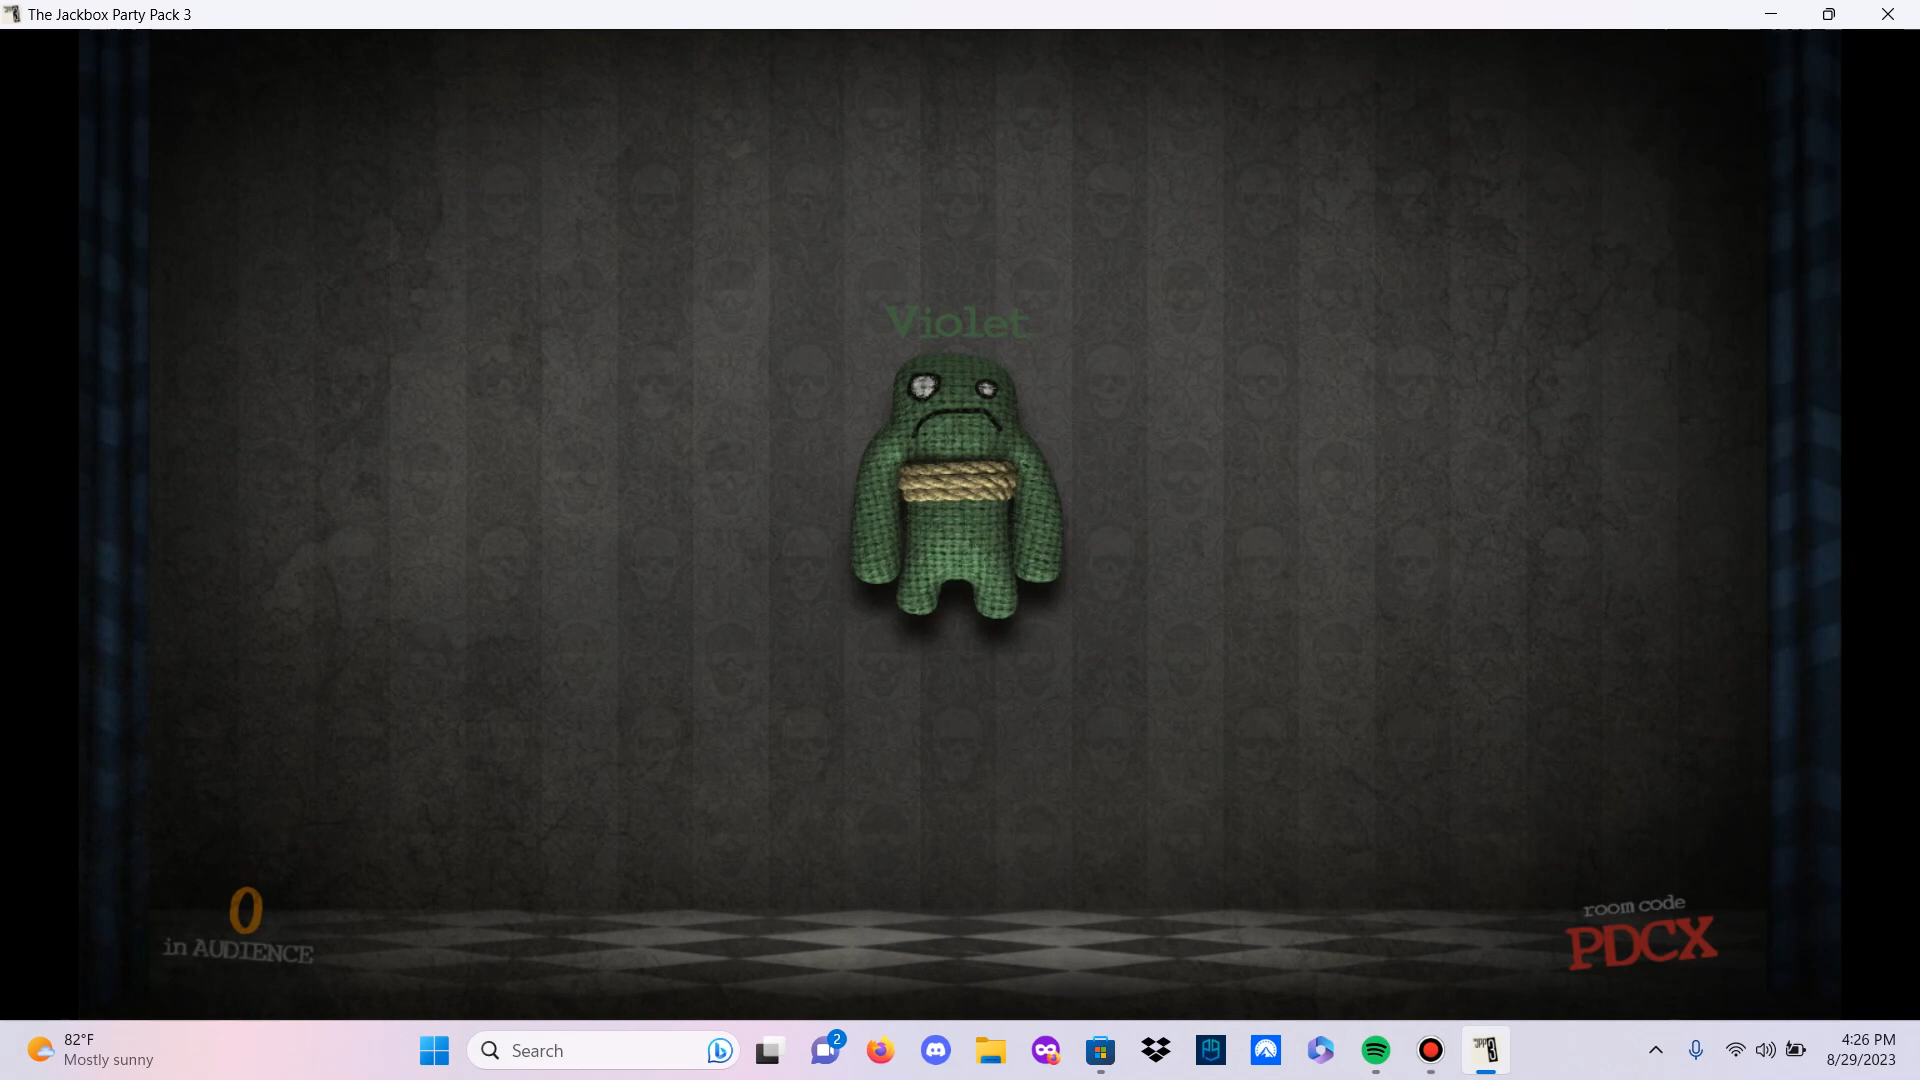 The Jackbox Party Pack 3
Violet
0
in AUDIENCE
room code
PDCX
82°F
Mostly sunny
Search
2
4:26 PM
8/29/2023